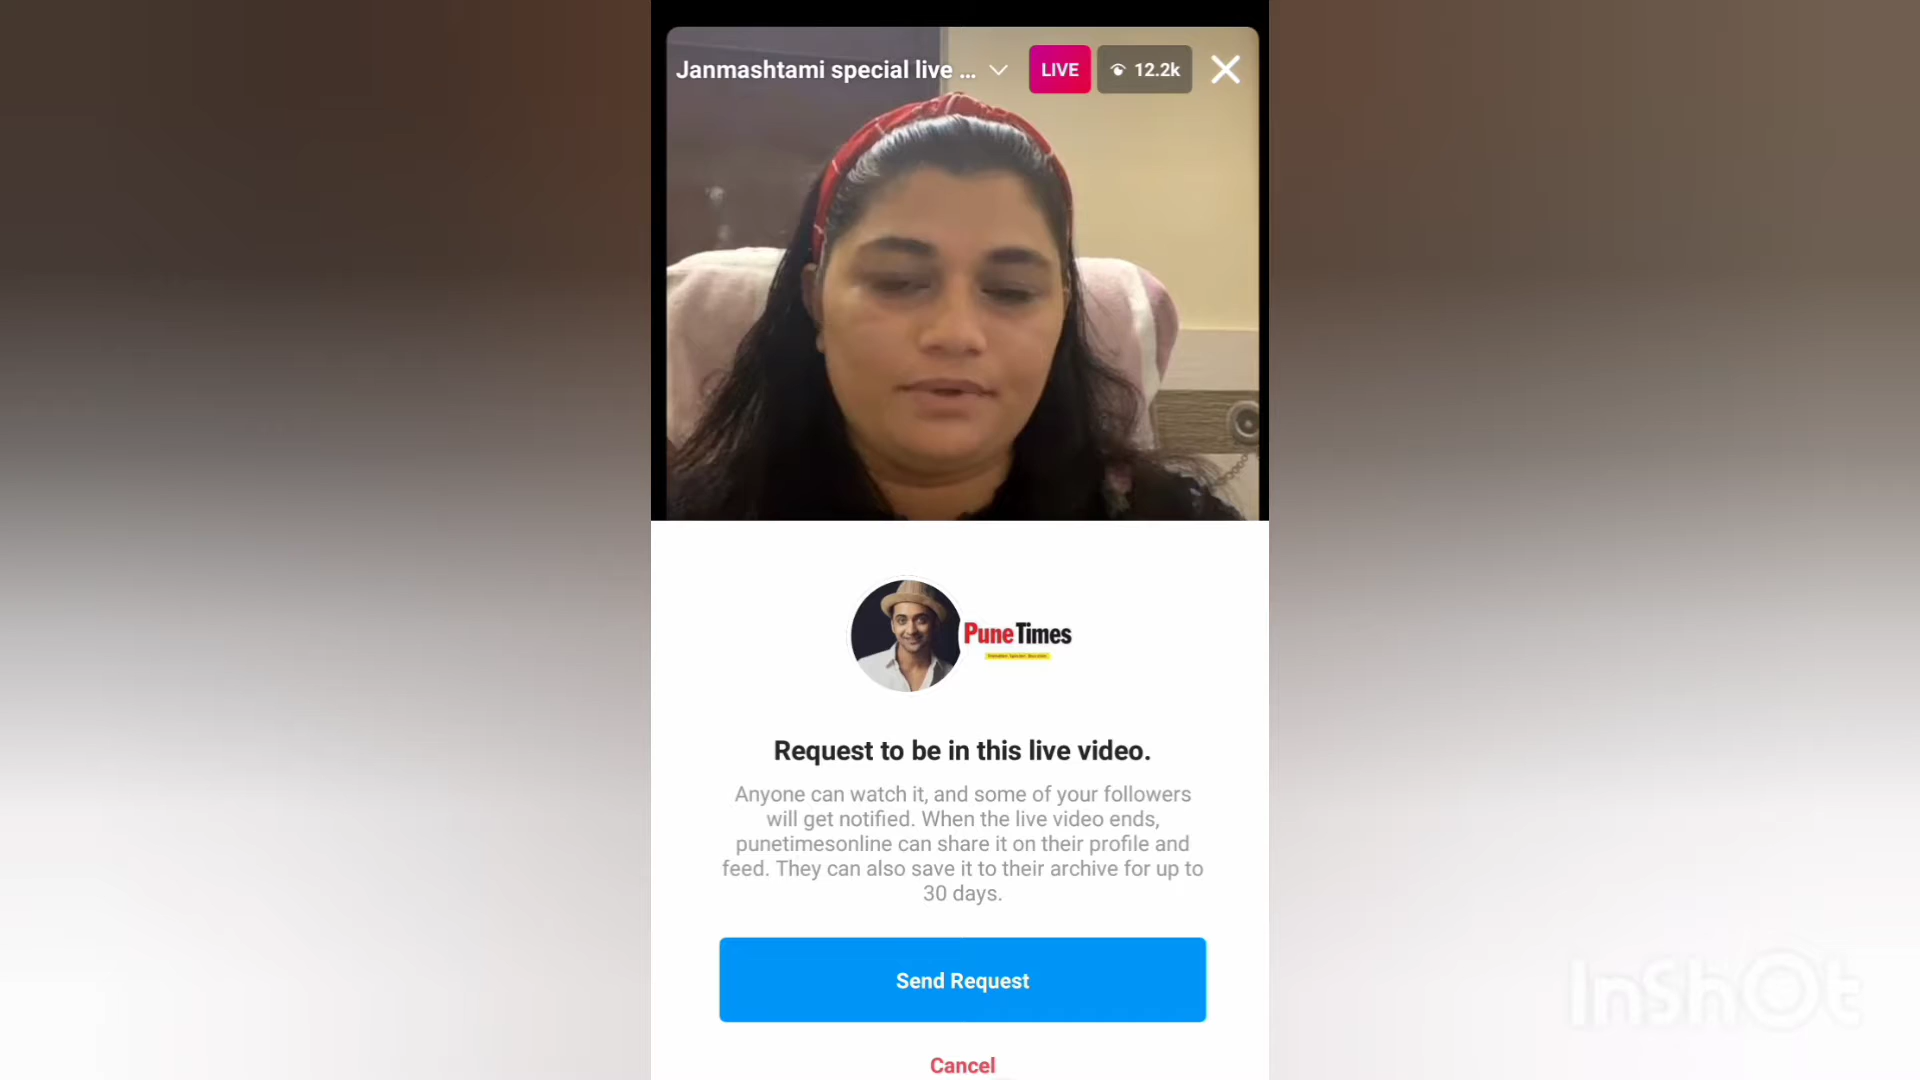 Janmashtami special live ...
LIVE
12.2k
PuneTimes
Request to be in this live video.
Anyone can watch it, and some of your followers
will get notified. When the live video ends,
punetimesonline can share it on their profile and
feed. They can also save it to their archive for up to
30 days.
Send Request
Cancel
InShOt